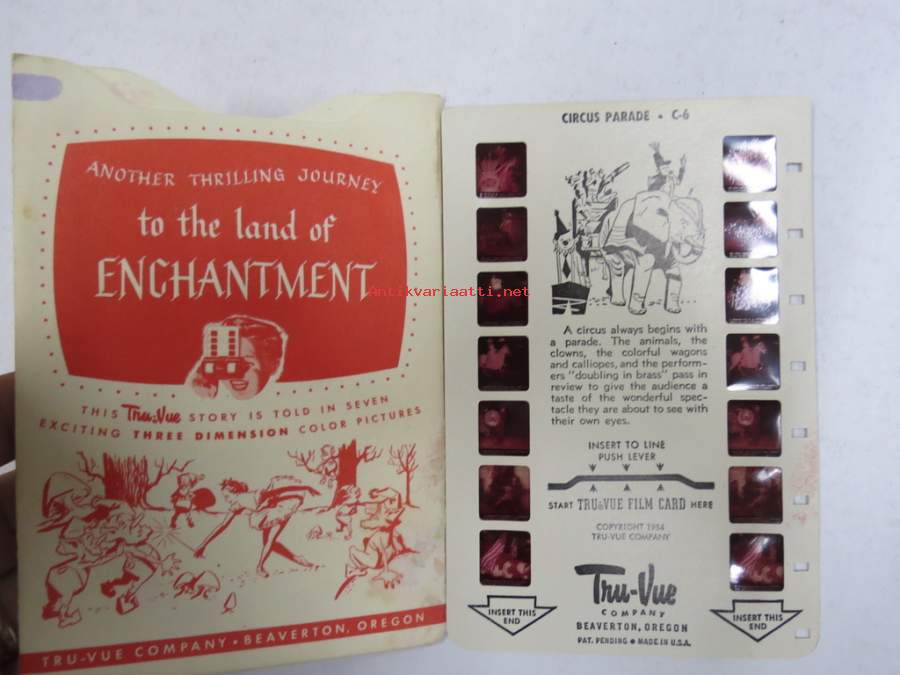 ANOTHER THRILLING JOURNEY
to the land of
ENCHANTMENT
THIS Tru-Vue STORY IS TOLD IN SEVEN
EXCITING THREE DIMENSION COLOR PICTURES
TRU-VUE COMPANY • BEAVERTON, OREGON
Antikvariaatti.net
CIRCUS PARADE • C-6
A circus always begins with
a parade. The animals, the
clowns, the colorful wagons
and calliopes, and the perform-
ers "doubling in brass" pass in
review to give the audience a
taste of the wonderful spec-
tacle they are about to see with
their own eyes.
INSERT TO LINE
PUSH LEVER
START TRU-VUE FILM CARD HERE
COPYRIGHT 1954
TRU-VUE COMPANY
Tru-Vue
COMPANY
BEAVERTON, OREGON
PAT. PENDING • MADE IN U.S.A.
INSERT THIS
END
INSERT THIS
END